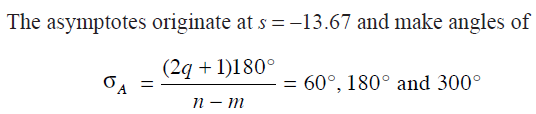 The asymptotes originate at s = –13.67 and make angles of
σ_A = (2q + 1)180° / n – m = 60°, 180° and 300°